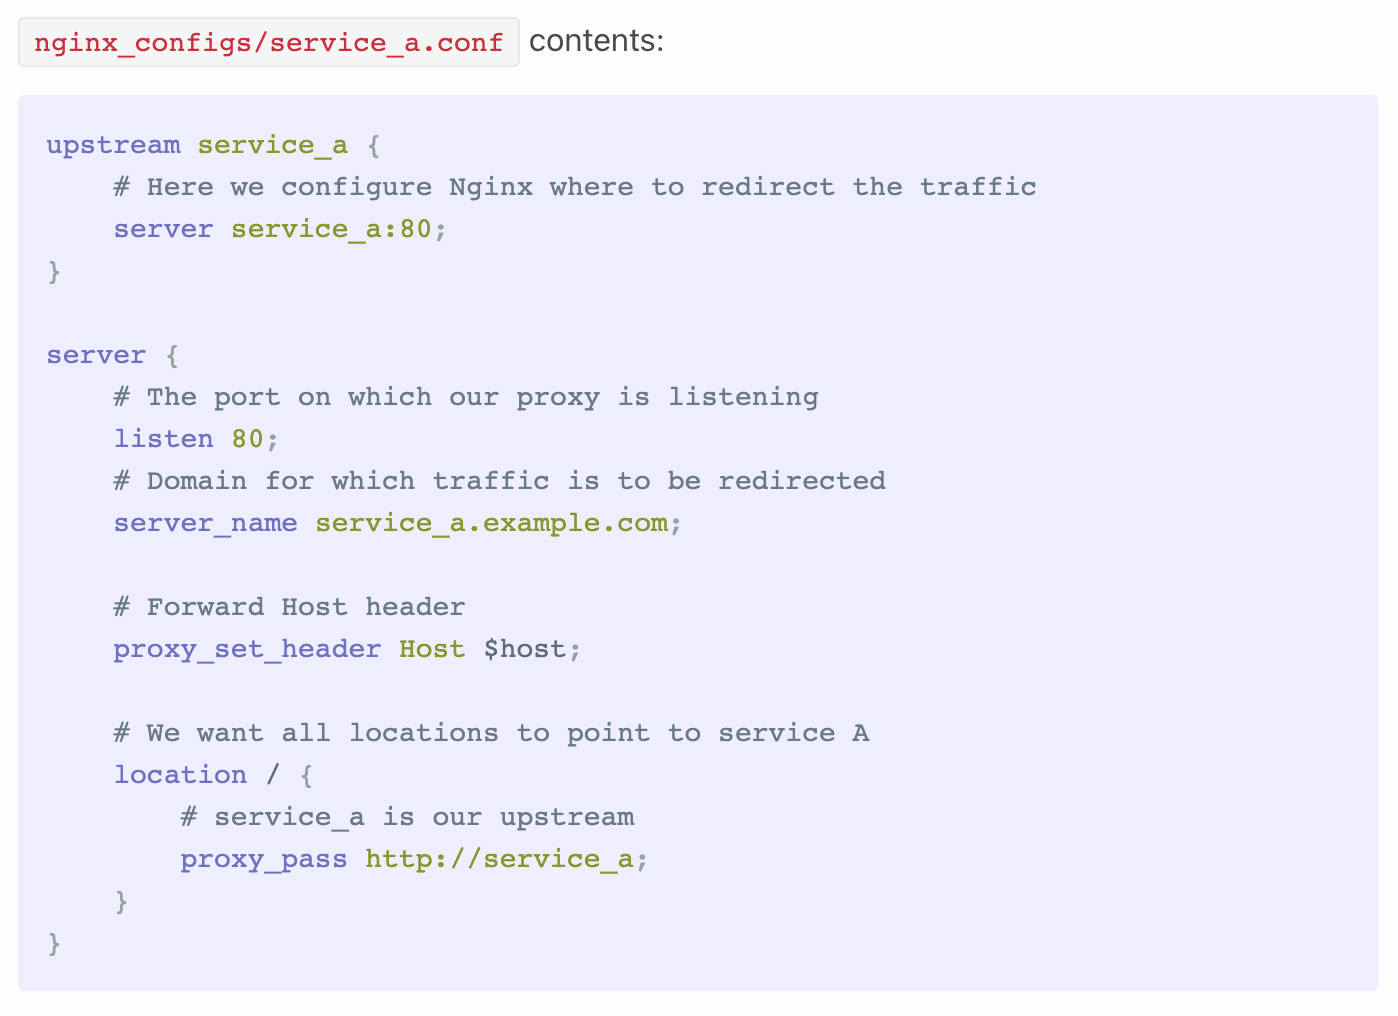 nginx_configs/service_a.conf contents:
upstream service_a {
    # Here we configure Nginx where to redirect the traffic
    server service_a:80;
}

server {
    # The port on which our proxy is listening
    listen 80;
    # Domain for which traffic is to be redirected
    server_name service_a.example.com;

    # Forward Host header
    proxy_set_header Host $host;

    # We want all locations to point to service A
    location / {
        # service_a is our upstream
        proxy_pass http://service_a;
    }
}